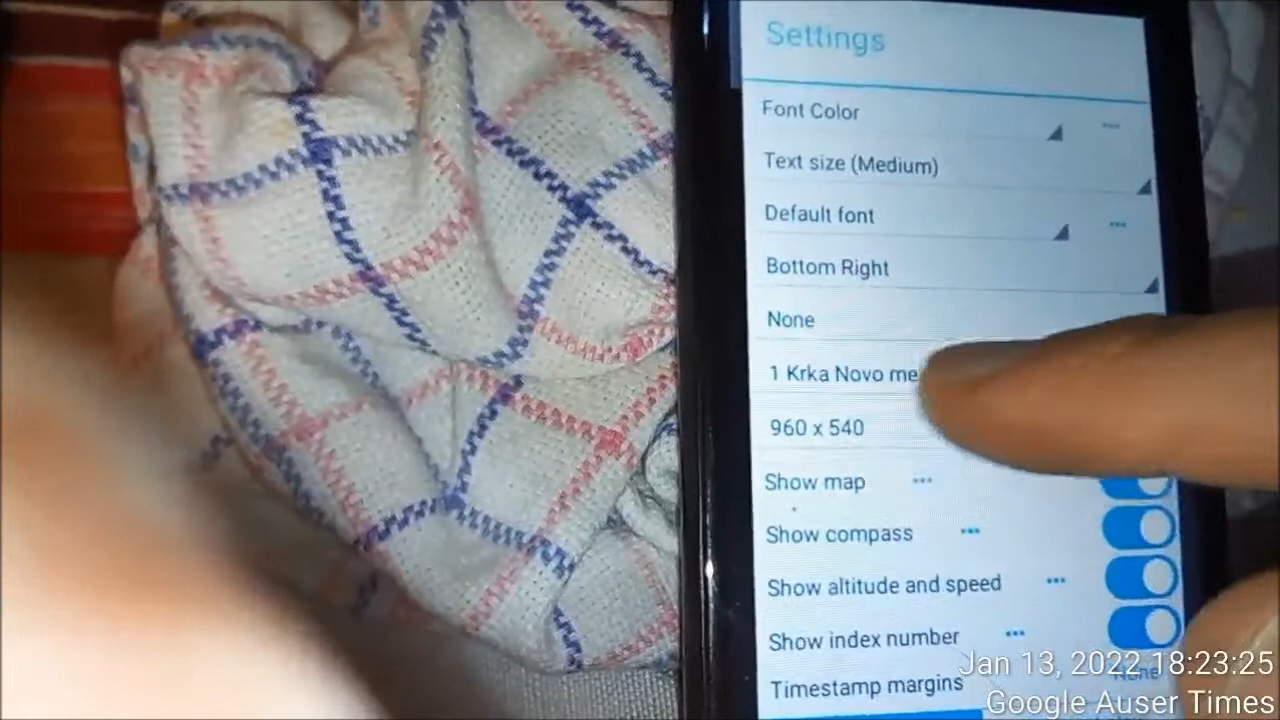 Settings
Font Color
Text size (Medium)
Default font
Bottom Right
None
1 Krka Novo me
960 x 540
Show map
Show compass
Show altitude and speed
Show index number
Timestamp margins
None
Jan 13, 2022 18:23:25
Google Auser Times